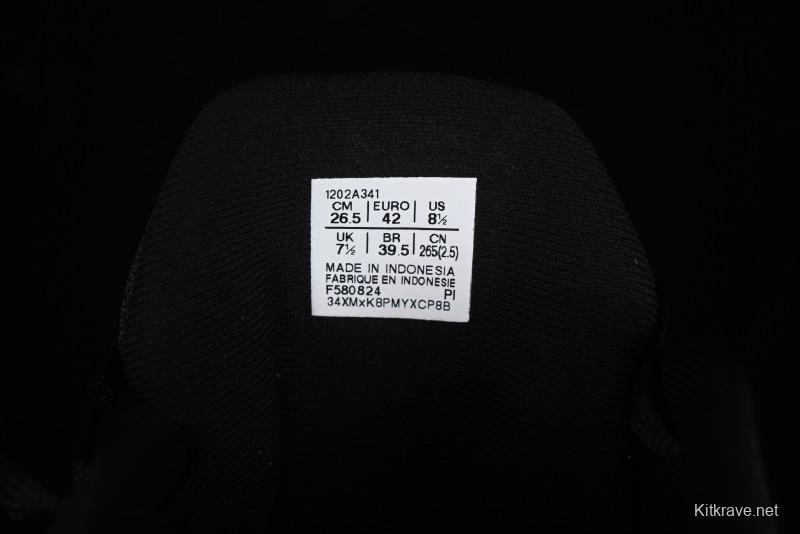 1202A341
CM EURO US
26.5 42 8½
UK BR CN
7½ 39.5 265(2.5)
MADE IN INDONESIA
FABRIQUE EN INDONESIE
F580824 PI
34XMxK8PMYXCP8B
Kitkrave.net